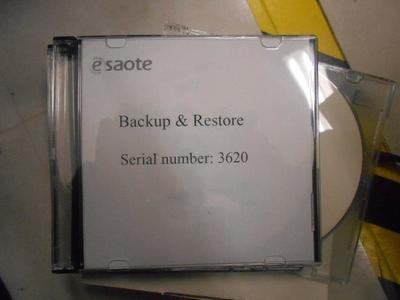 esaote
Backup & Restore
Serial number: 3620